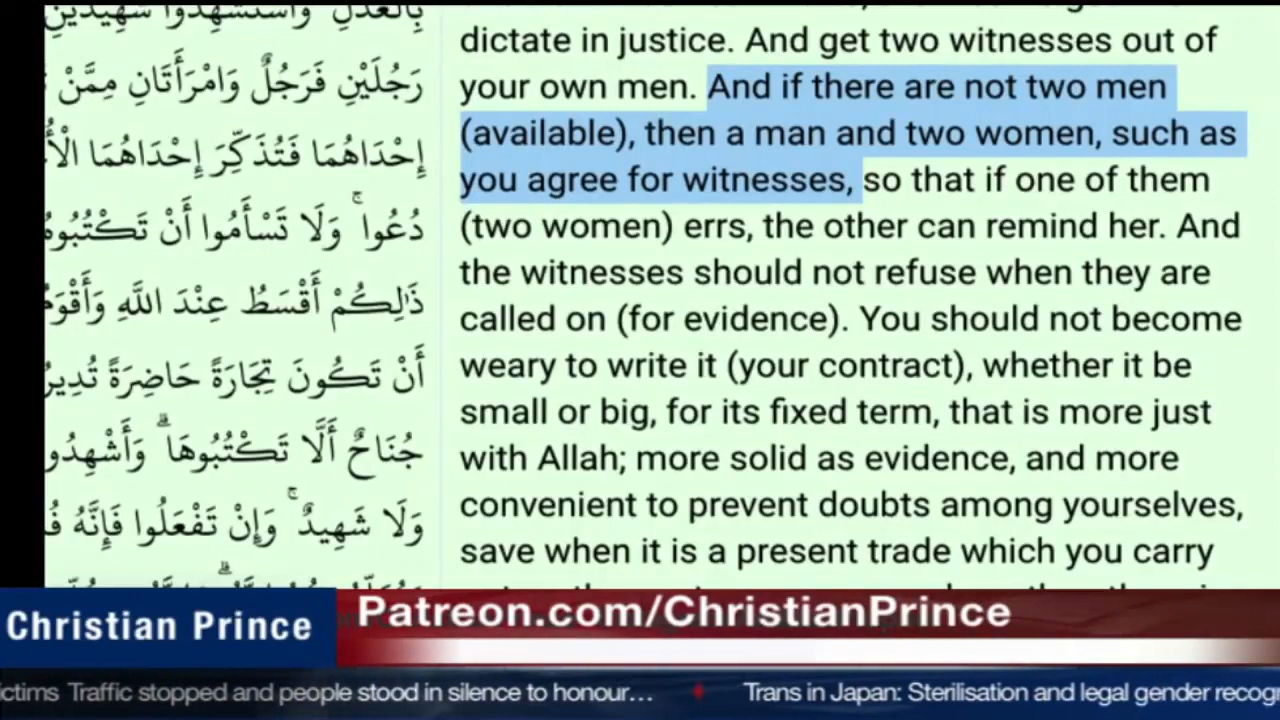 بِالْعَدْلِ وَاسْتَشْهِدُوا شَهِيدَيْنِ
رَجُلَيْنِ فَرَجُلٌ وَامْرَأَتَانِ مِمَّنْ
إِحْدَاهُمَا فَتُذَكِّرَ إِحْدَاهُمَا
دُعُوا ۚ وَلَا تَسْأَمُوا أَنْ
ذَٰلِكُمْ أَقْسَطُ عِنْدَ اللَّهِ
أَنْ تَكُونَ تِجَارَةً حَاضِرَةً
جُنَاحٌ أَلَّا تَكْتُبُوهَا ۗ
وَلَا شَهِيدٌ ۚ وَإِنْ تَفْعَلُوا فَإِنَّهُ
dictate in justice. And get two witnesses out of
your own men. And if there are not two men
(available), then a man and two women, such as
you agree for witnesses, so that if one of them
(two women) errs, the other can remind her. And
the witnesses should not refuse when they are
called on (for evidence). You should not become
weary to write it (your contract), whether it be
small or big, for its fixed term, that is more just
with Allah; more solid as evidence, and more
convenient to prevent doubts among yourselves,
save when it is a present trade which you carry
Christian Prince
Patreon.com/ChristianPrince
ictims Traffic stopped and people stood in silence to honour… Trans in Japan: Sterilisation and legal gender recog